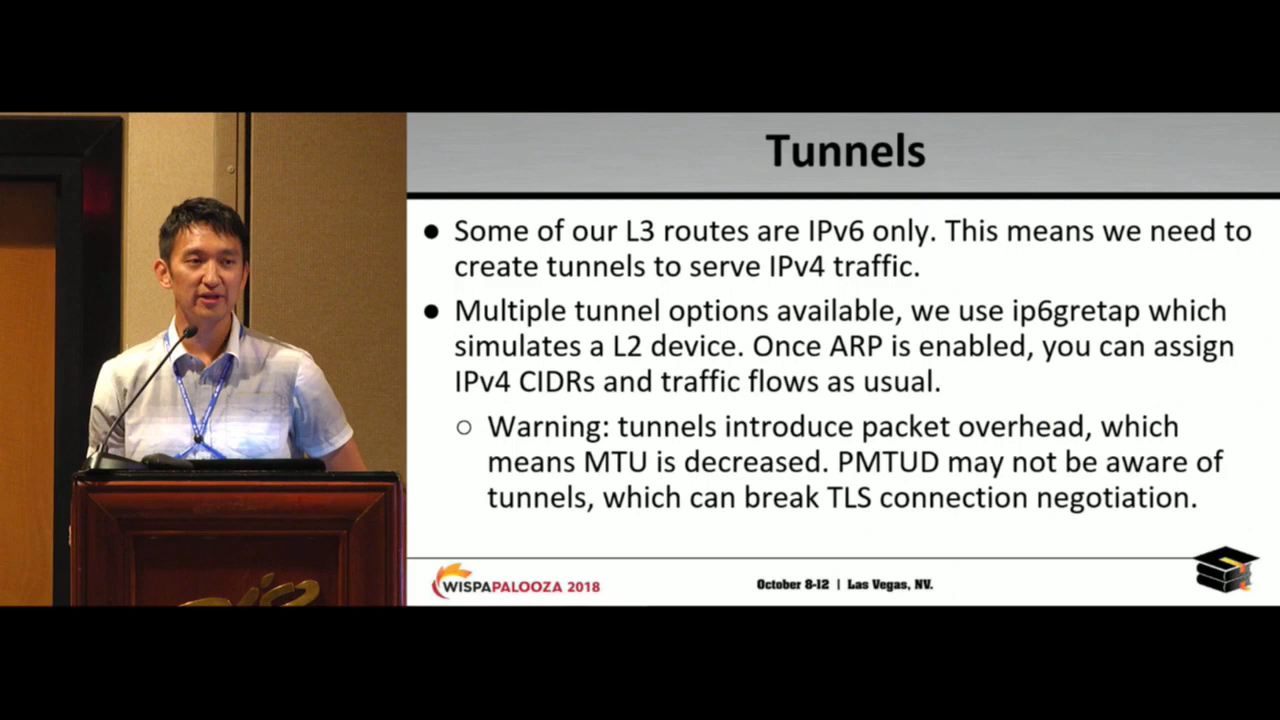 Tunnels
● Some of our L3 routes are IPv6 only. This means we need to
create tunnels to serve IPv4 traffic.
● Multiple tunnel options available, we use ip6gretap which
simulates a L2 device. Once ARP is enabled, you can assign
IPv4 CIDRs and traffic flows as usual.
○ Warning: tunnels introduce packet overhead, which
means MTU is decreased. PMTUD may not be aware of
tunnels, which can break TLS connection negotiation.
WISPAPALOOZA 2018
October 8-12 | Las Vegas, NV.